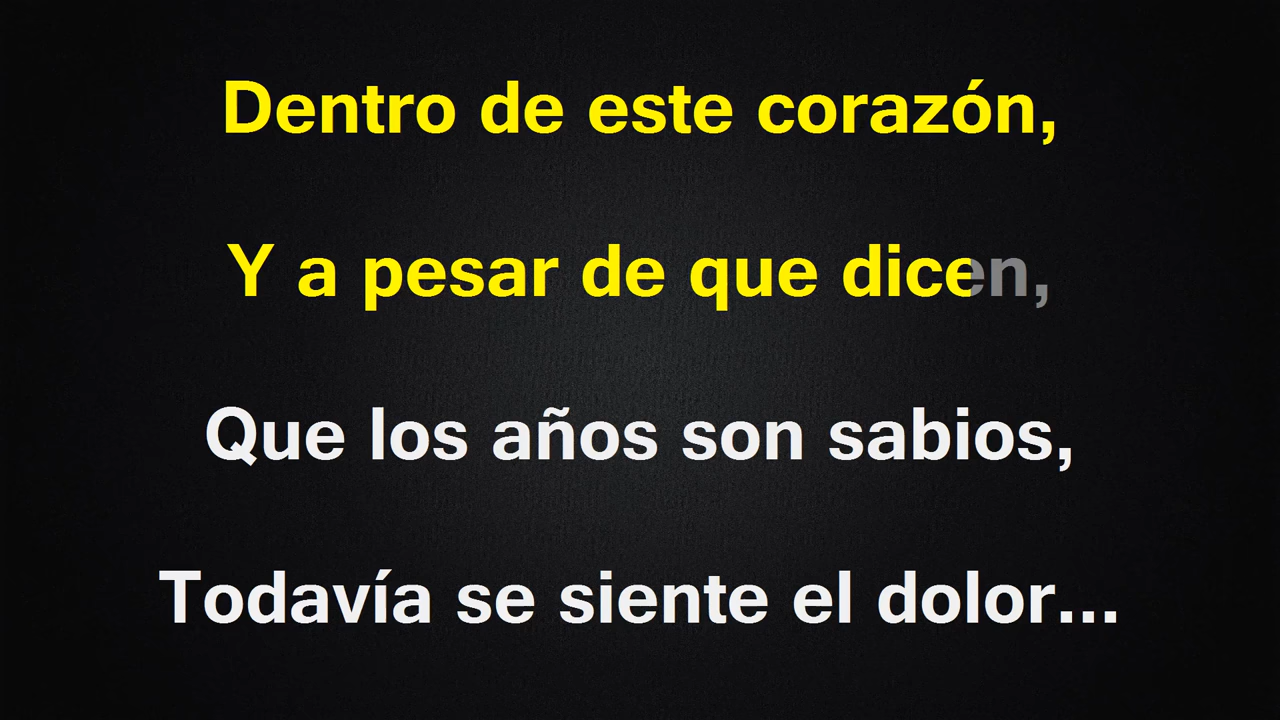 Dentro de este corazón,
Y a pesar de que dicen,
Que los años son sabios,
Todavía se siente el dolor...